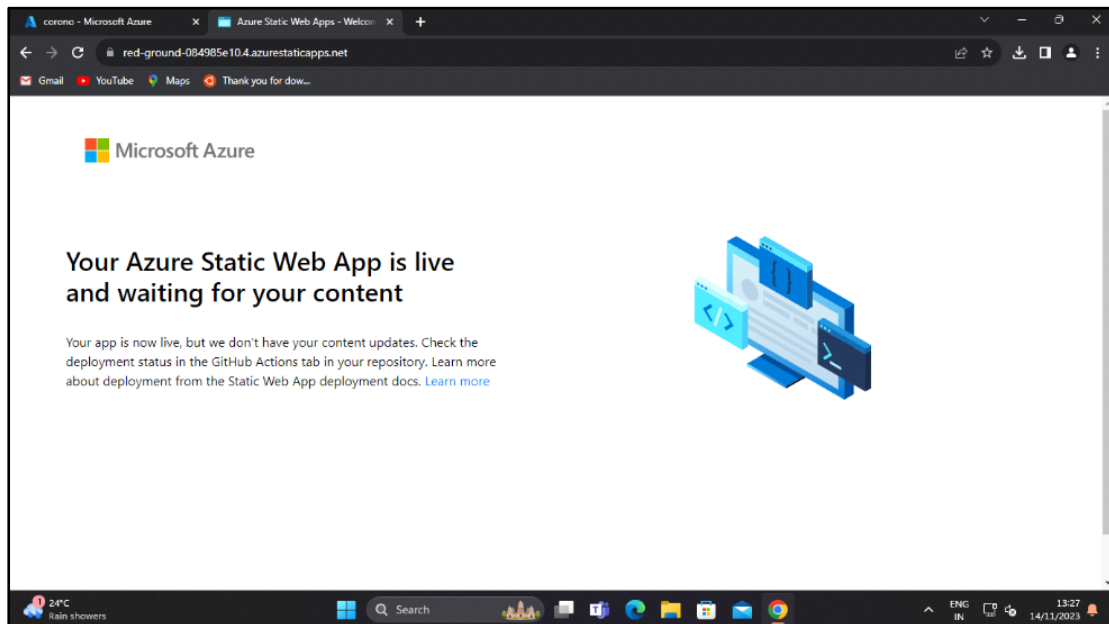 corono - Microsoft Azure
Azure Static Web Apps - Welcom
red-ground-084985e10.4.azurestaticapps.net
Gmail
YouTube
Maps
Thank you for dow...
Microsoft Azure
Your Azure Static Web App is live
and waiting for your content
Your app is now live, but we don't have your content updates. Check the
deployment status in the GitHub Actions tab in your repository. Learn more
about deployment from the Static Web App deployment docs. Learn more
1
24°C
Rain showers
Search
ENG
IN
13:27
14/11/2023